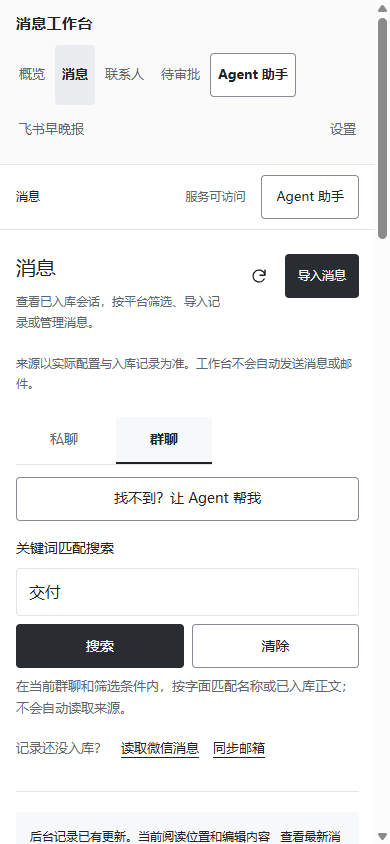 消息工作台
概览 消息 联系人 待审批 Agent 助手
飞书早晚报 设置
消息 服务可访问 Agent 助手
消息
导入消息
查看已入库会话，按平台筛选、导入记
录或管理消息。
来源以实际配置与入库记录为准。工作台不会自动发送消息或邮
件。
私聊 群聊
找不到？让 Agent 帮我
关键词匹配搜索
交付
搜索 清除
在当前群聊和筛选条件内，按字面匹配名称或已入库正文；
不会自动读取来源。
记录还没入库？ 读取微信消息 同步邮箱
后台记录已有更新。当前阅读位置和编辑内容 查看最新消